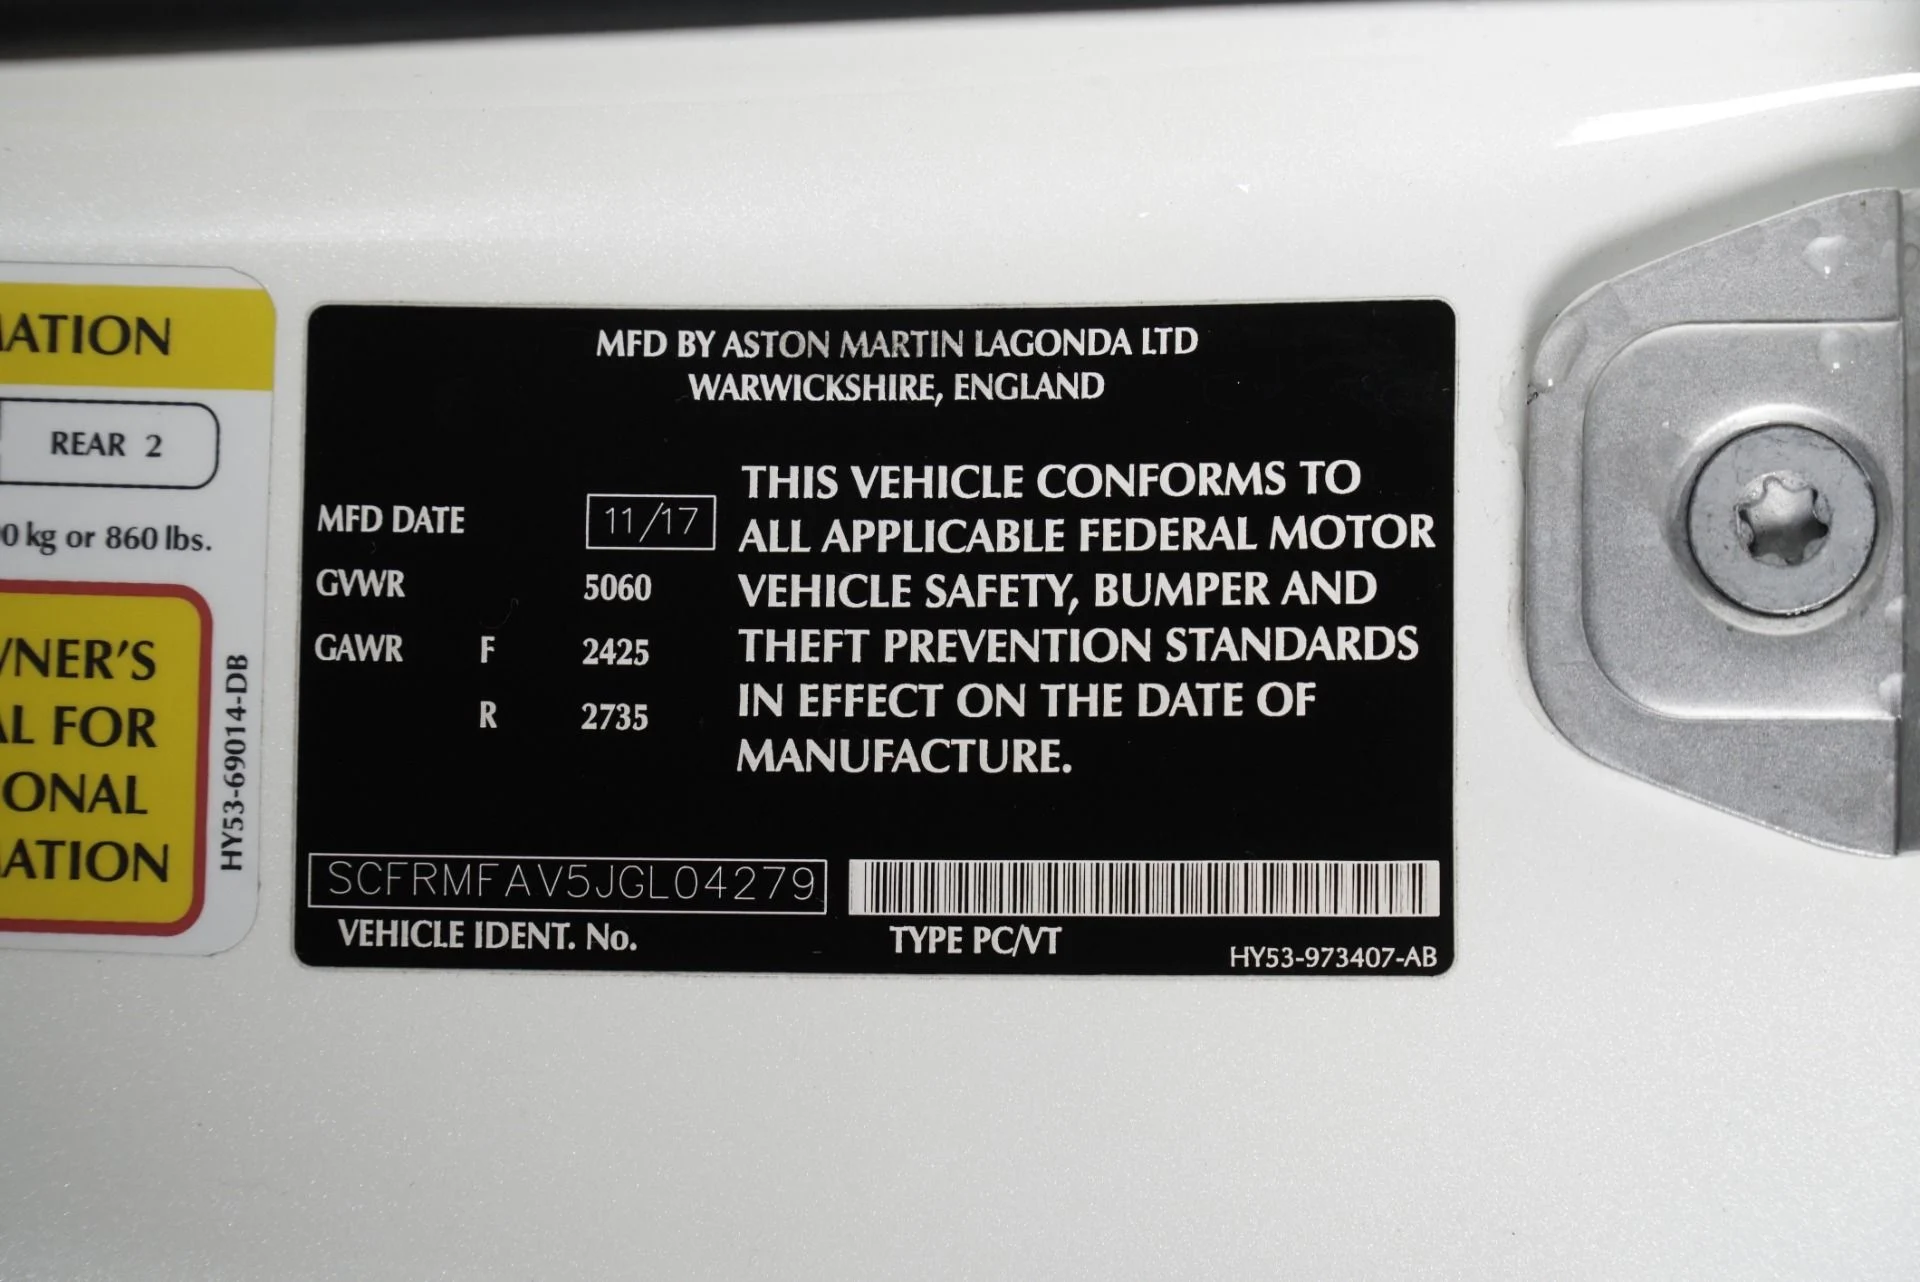 ATION
REAR 2
0 kg or 860 lbs.
NER'S
AL FOR
ONAL
ATION
HY53-69014-DB
MFD BY ASTON MARTIN LAGONDA LTD
WARWICKSHIRE, ENGLAND
MFD DATE 11/17
GVWR 5060
GAWR F 2425
R 2735
THIS VEHICLE CONFORMS TO
ALL APPLICABLE FEDERAL MOTOR
VEHICLE SAFETY, BUMPER AND
THEFT PREVENTION STANDARDS
IN EFFECT ON THE DATE OF
MANUFACTURE.
SCFRMFAV5JGL04279
VEHICLE IDENT. No.
TYPE PC/VT
HY53-973407-AB